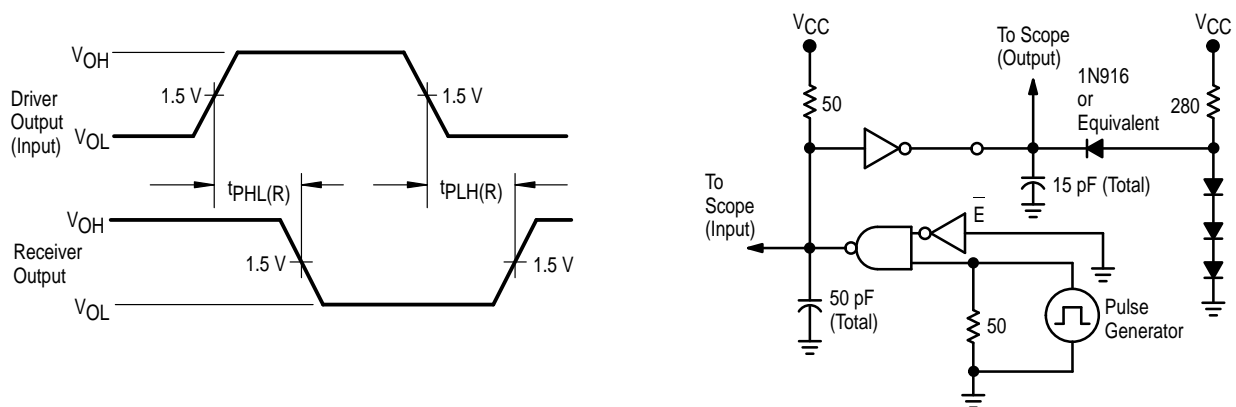 VOH
Driver
Output
(Input)
1.5 V
1.5 V
VOL
tPHL(R)
tPLH(R)
VOH
Receiver
Output
1.5 V
1.5 V
VOL
VCC
50
To Scope
(Output)
1N916
or
Equivalent
VCC
280
15 pF (Total)
To
Scope
(Input)
E̅
50 pF
(Total)
50
Pulse
Generator